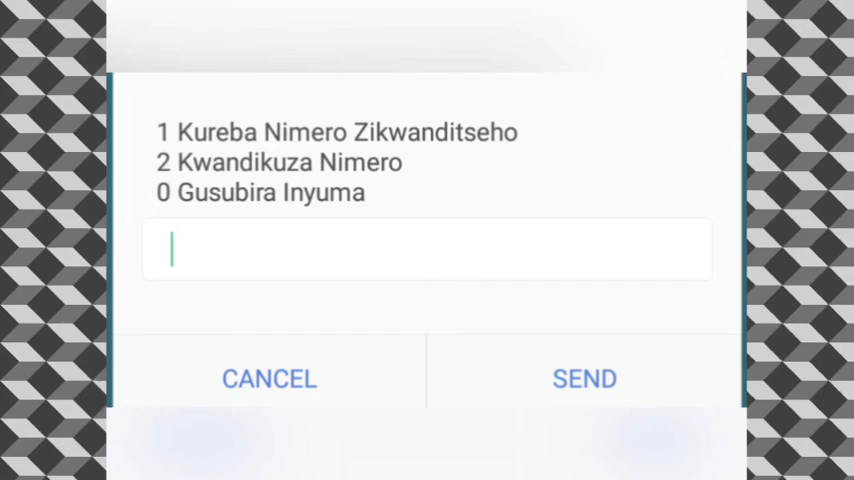 1 Kureba Nimero Zikwanditseho
2 Kwandikuza Nimero
0 Gusubira Inyuma
CANCEL
SEND